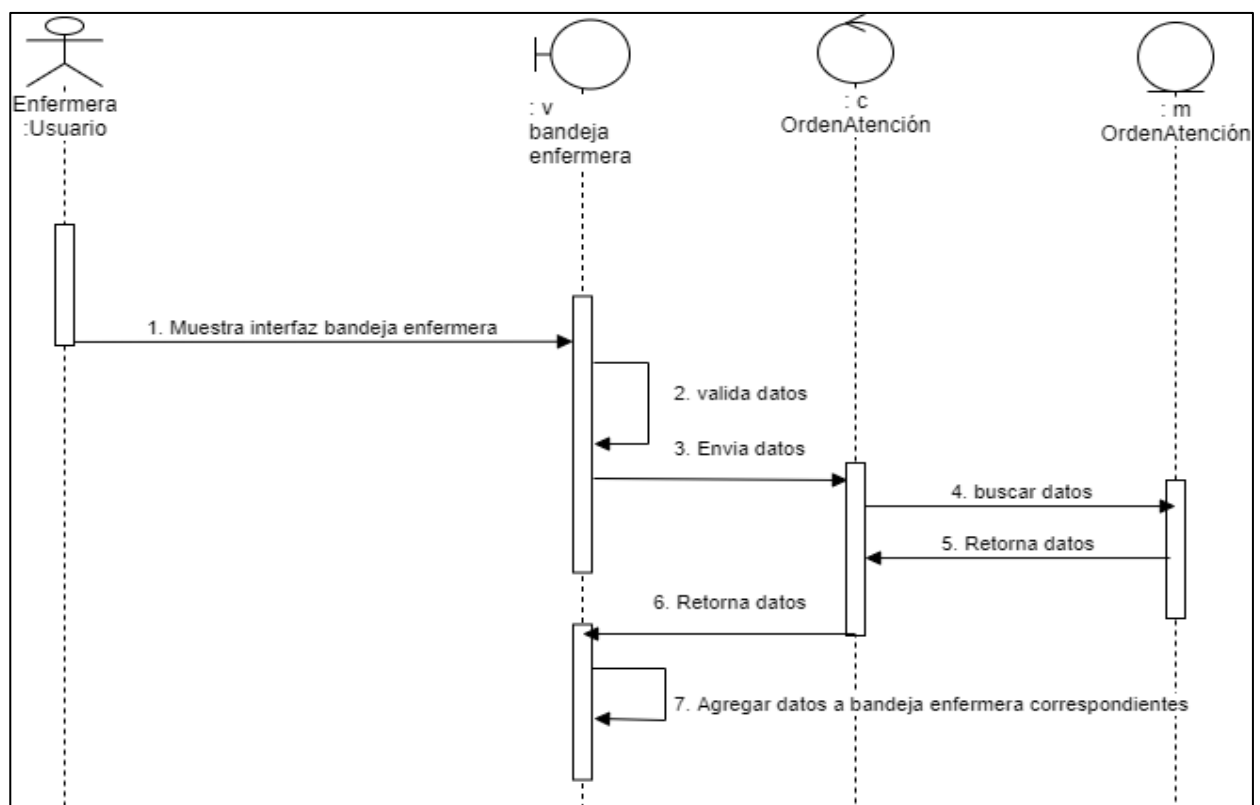 Enfermera
:Usuario
: v
bandeja
enfermera
: c
OrdenAtención
: m
OrdenAtención
1. Muestra interfaz bandeja enfermera
2. valida datos
3. Envia datos
4. buscar datos
5. Retorna datos
6. Retorna datos
7. Agregar datos a bandeja enfermera correspondientes